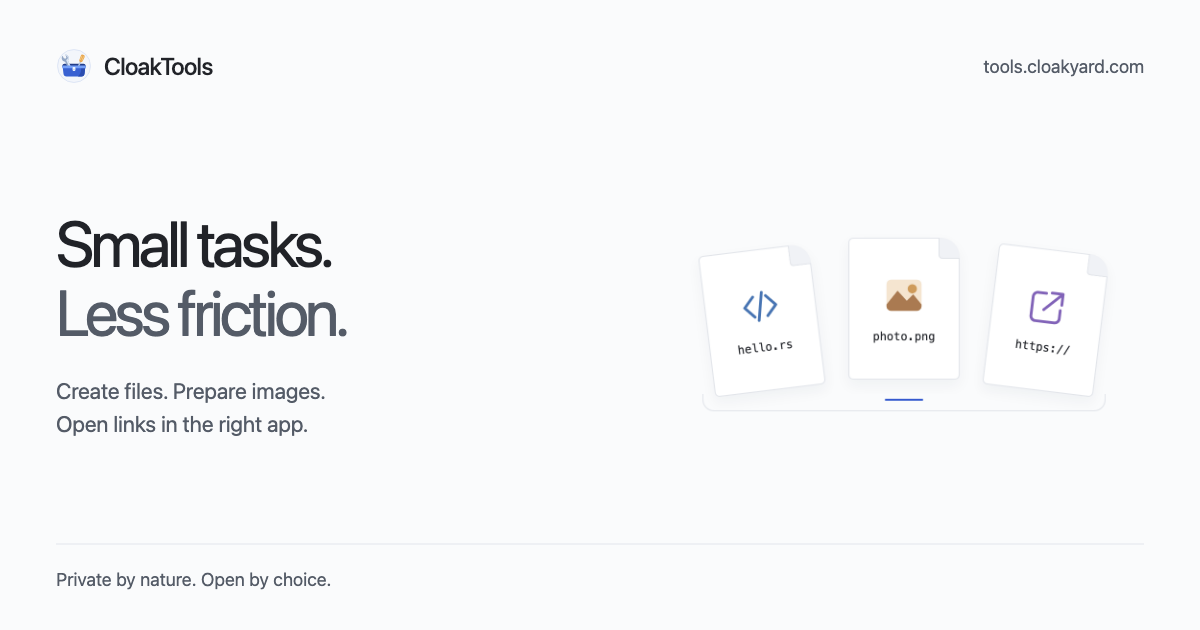 CloakTools
tools.cloakyard.com
Small tasks.
Less friction.
Create files. Prepare images.
Open links in the right app.
hello.rs
photo.png
https://
Private by nature. Open by choice.